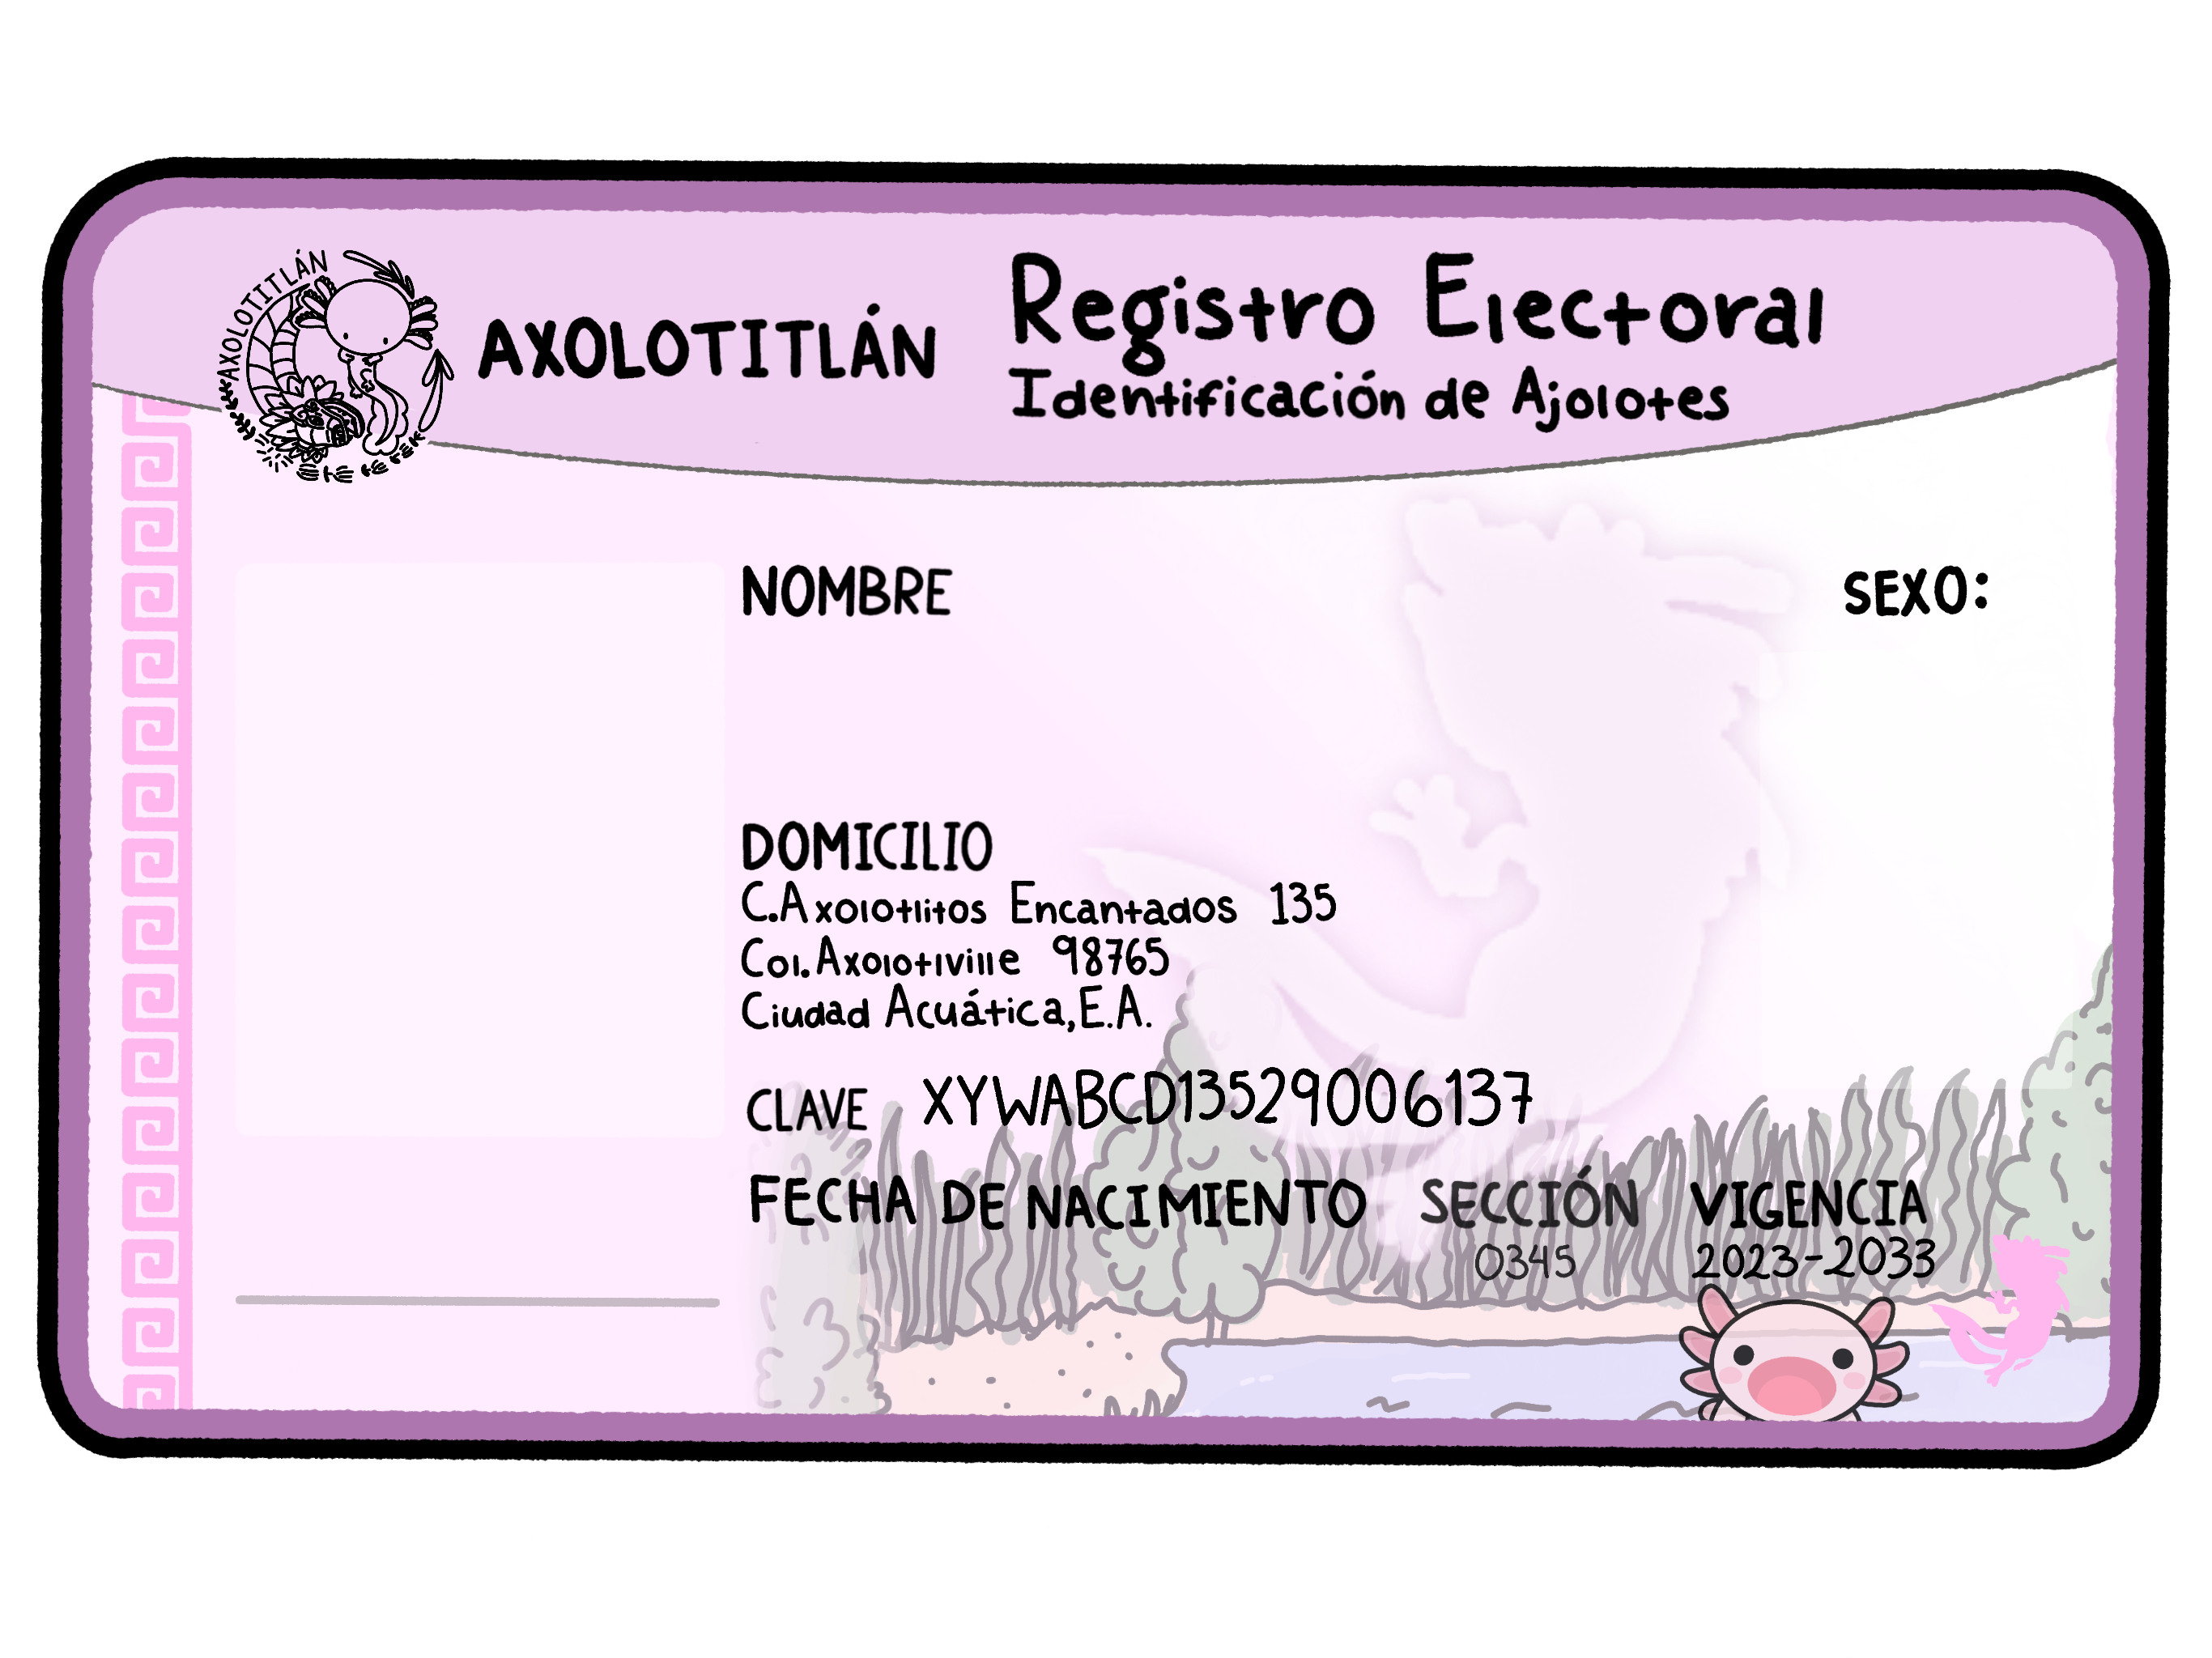 AXOLOTITLÁN
AXOLOTITLÁN
Registro Electoral
Identificación de Ajolotes
NOMBRE
SEXO:
DOMICILIO
C.Axolotlitos Encantados 135
Col.Axolotlville 98765
Ciudad Acuática,E.A.
CLAVE XYWABCD13529006137
FECHA DE NACIMIENTO SECCIÓN VIGENCIA
0345 2023-2033